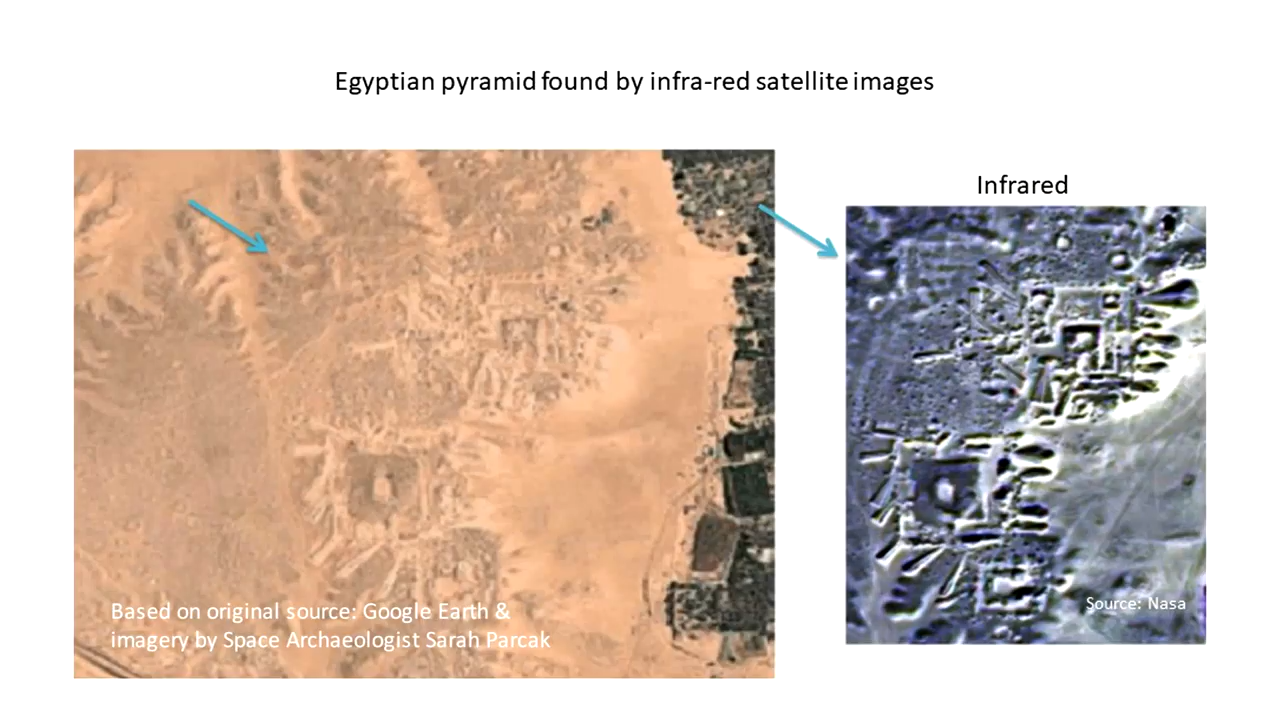 Egyptian pyramid found by infra-red satellite images
Infrared
Based on original source: Google Earth &
imagery by Space Archaeologist Sarah Parcak
Source: Nasa